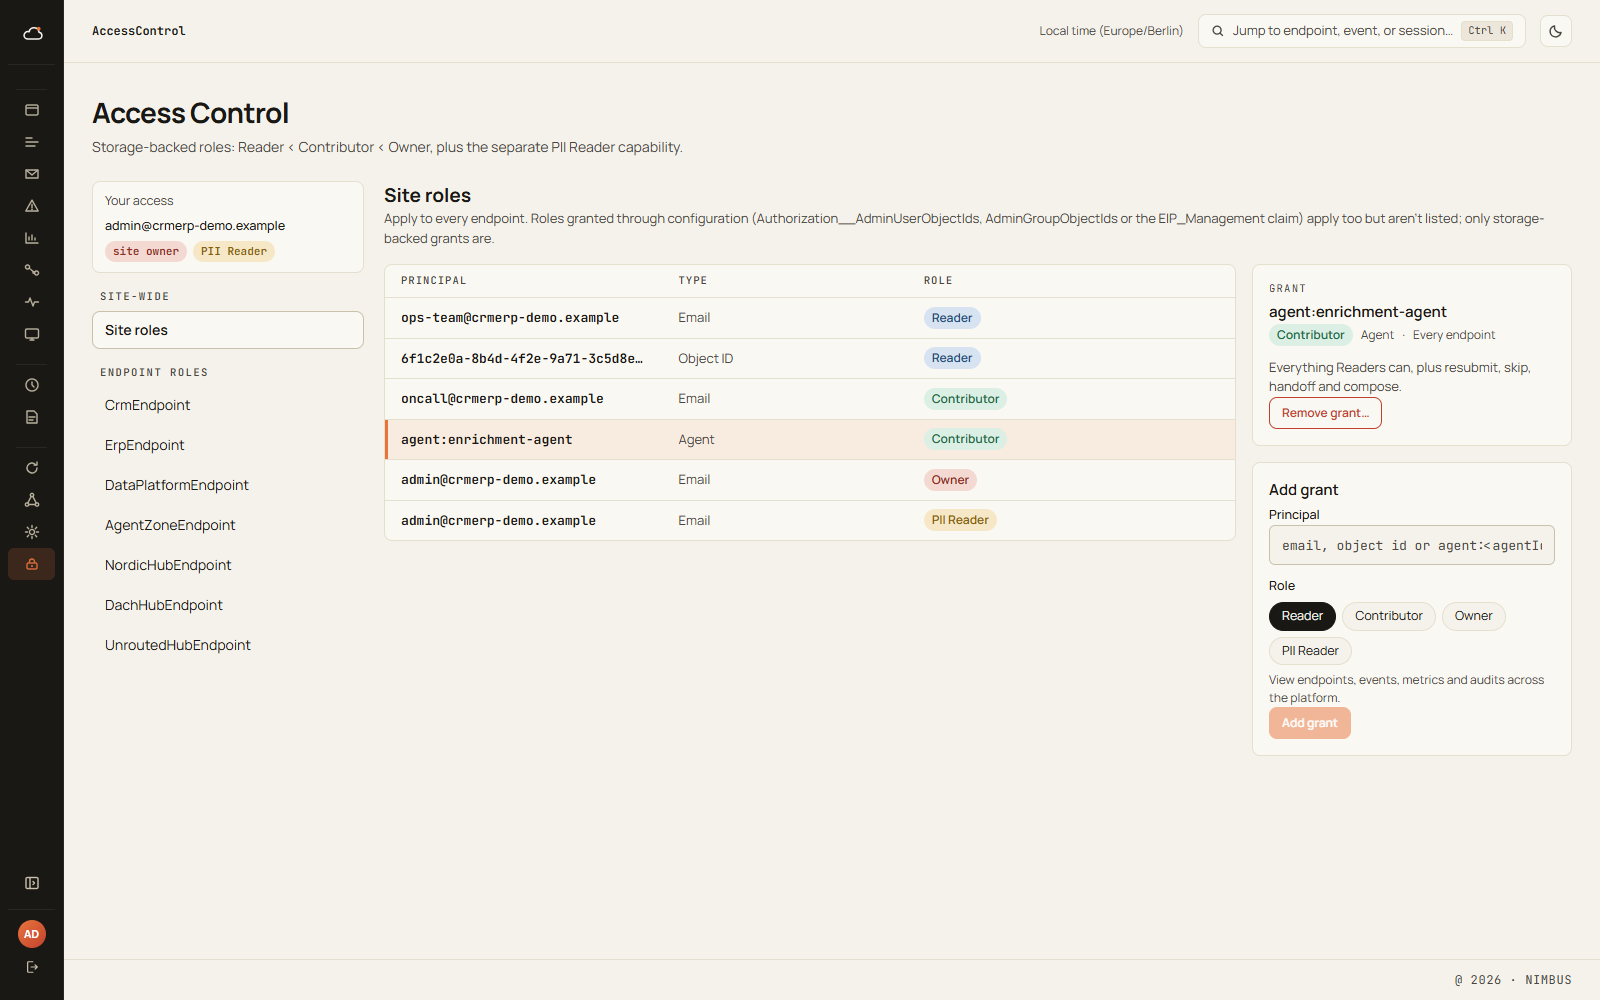 AccessControl
Local time (Europe/Berlin)
Jump to endpoint, event, or session...
Ctrl K
Access Control
Storage-backed roles: Reader < Contributor < Owner, plus the separate PII Reader capability.
Your access
admin@crmerp-demo.example
site owner
PII Reader
SITE-WIDE
Site roles
ENDPOINT ROLES
CrmEndpoint
ErpEndpoint
DataPlatformEndpoint
AgentZoneEndpoint
NordicHubEndpoint
DachHubEndpoint
UnroutedHubEndpoint
Site roles
Apply to every endpoint. Roles granted through configuration (Authorization__AdminUserObjectIds, AdminGroupObjectIds or the EIP_Management claim) apply too but aren't listed; only storage-
backed grants are.
PRINCIPAL TYPE ROLE
ops-team@crmerp-demo.example Email Reader
6f1c2e0a-8b4d-4f2e-9a71-3c5d8e… Object ID Reader
oncall@crmerp-demo.example Email Contributor
agent:enrichment-agent Agent Contributor
admin@crmerp-demo.example Email Owner
admin@crmerp-demo.example Email PII Reader
GRANT
agent:enrichment-agent
Contributor Agent · Every endpoint
Everything Readers can, plus resubmit, skip,
handoff and compose.
Remove grant…
Add grant
Principal
email, object id or agent:<agentI
Role
Reader Contributor Owner
PII Reader
View endpoints, events, metrics and audits across
the platform.
Add grant
AD
@ 2026 · NIMBUS